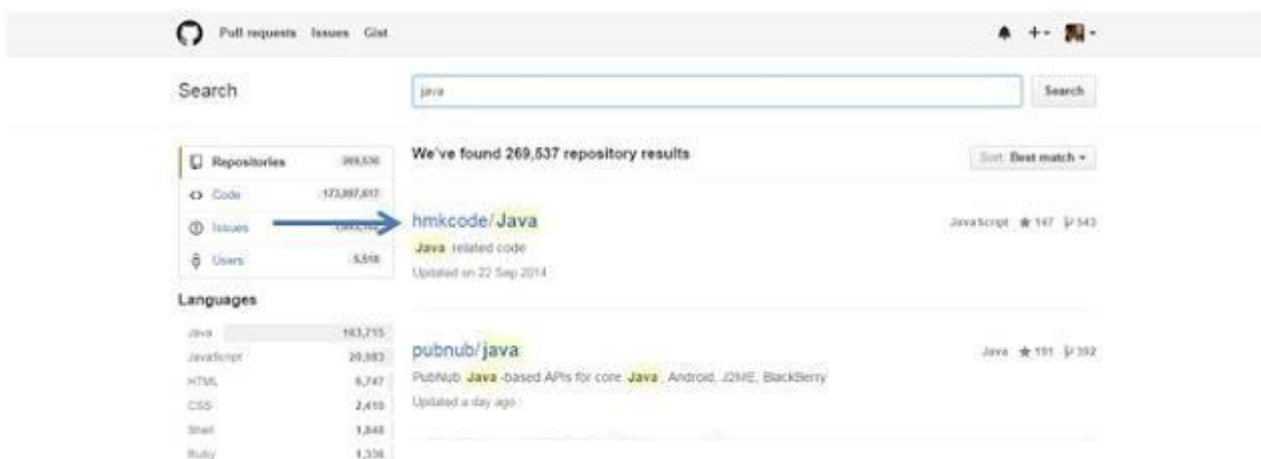 Pull requests Issues Gist
Search
java
Search
Repositories
We've found 269,537 repository results
Sort: Best match
Code 173,897,617
Issues
Users 5,518
hmkcode/Java
JavaScript 147 543
Java related code
Updated on 22 Sep 2014
Languages
Java 163,715
JavaScript 20,983
HTML 6,747
CSS 2,410
Shell 1,848
Ruby 1,336
pubnub/java
Java 191 392
PubNub Java-based APIs for core Java, Android, J2ME, BlackBerry
Updated a day ago